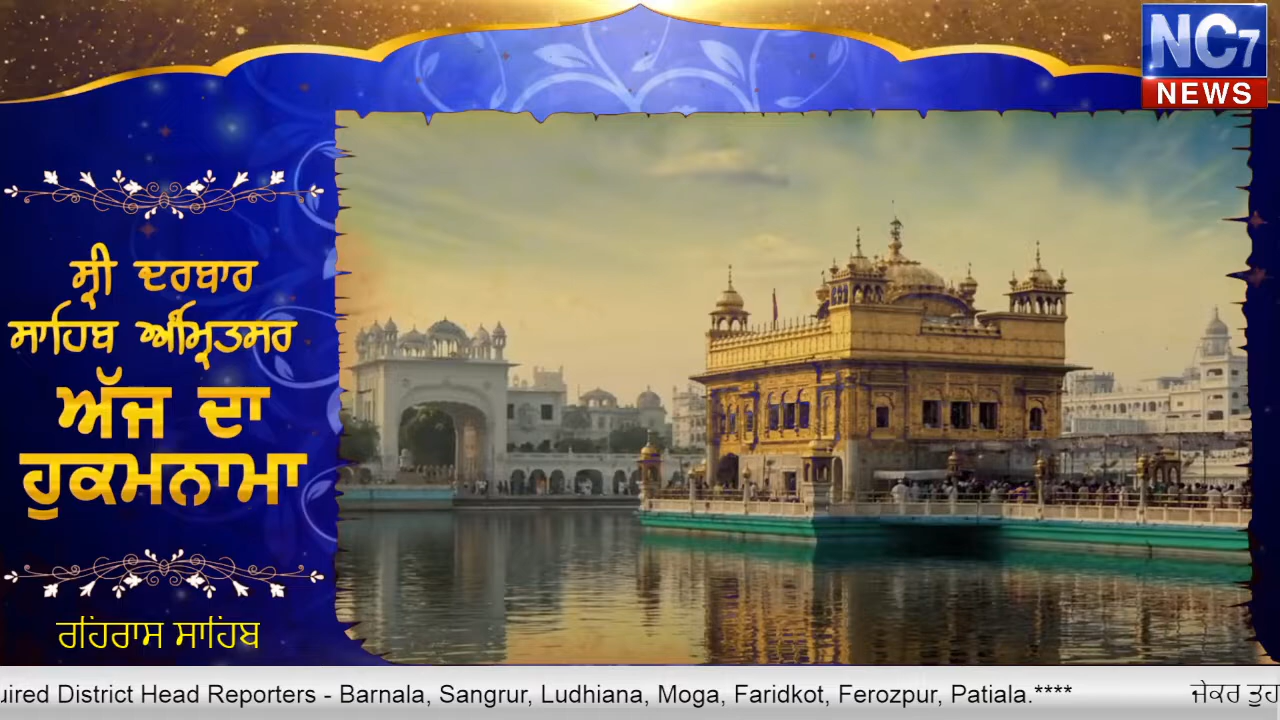 NC7
NEWS
ਸ੍ਰੀ ਦਰਬਾਰ
ਸਾਹਿਬ ਅੰਮ੍ਰਿਤਸਰ
ਅੱਜ ਦਾ
ਹੁਕਮਨਾਮਾ
ਰਹਿਰਾਸ ਸਾਹਿਬ
uired District Head Reporters - Barnala, Sangrur, Ludhiana, Moga, Faridkot, Ferozpur, Patiala.**** ਜੇਕਰ ਤੁਹ